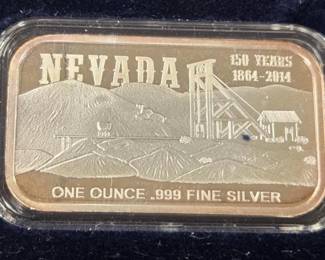 NEVADA
150 YEARS
1864-2014
ONE OUNCE .999 FINE SILVER